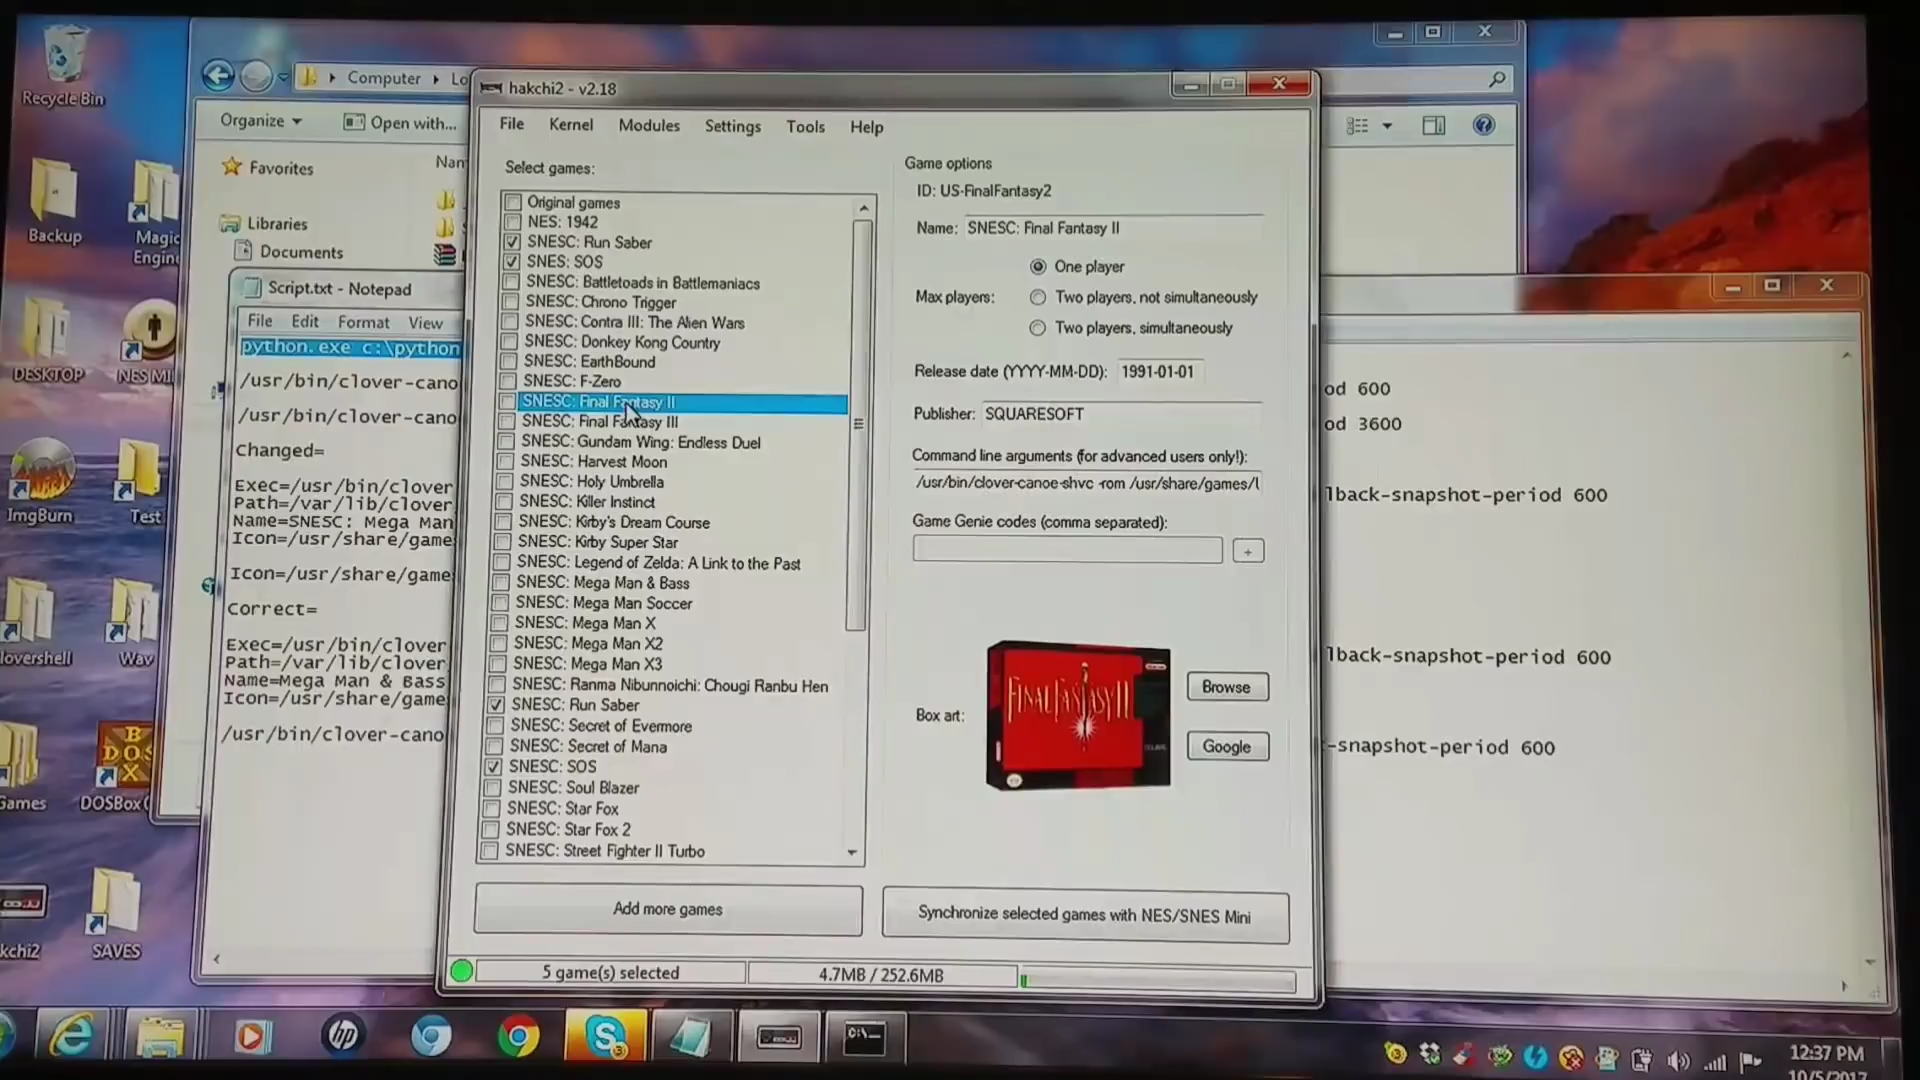 Recycle Bin
Backup
Magic
Engine
DESKTOP
NES MI
ImgBurn
Test
lovershell
Wav
Games
DOSBox
kchi2
SAVES
Computer
Lo
Organize
Open with...
Favorites
Nam
Libraries
Documents
Script.txt - Notepad
File Edit Format View
python.exe c:\python
/usr/bin/clover-cano
/usr/bin/clover-cano
Changed=
Exec=/usr/bin/clover
Path=/var/lib/clover
Name=SNESC: Mega Man
Icon=/usr/share/game
Icon=/usr/share/game
Correct=
Exec=/usr/bin/clover
Path=/var/lib/clover
Name=Mega Man & Bass
Icon=/usr/share/game
/usr/bin/clover-cano
hakchi2 - v2.18
File Kernel Modules Settings Tools Help
Select games:
Original games
NES: 1942
SNESC: Run Saber
SNES: SOS
SNESC: Battletoads in Battlemaniacs
SNESC: Chrono Trigger
SNESC: Contra III: The Alien Wars
SNESC: Donkey Kong Country
SNESC: EarthBound
SNESC: F-Zero
SNESC: Final Fantasy II
SNESC: Final Fantasy III
SNESC: Gundam Wing: Endless Duel
SNESC: Harvest Moon
SNESC: Holy Umbrella
SNESC: Killer Instinct
SNESC: Kirby's Dream Course
SNESC: Kirby Super Star
SNESC: Legend of Zelda: A Link to the Past
SNESC: Mega Man & Bass
SNESC: Mega Man Soccer
SNESC: Mega Man X
SNESC: Mega Man X2
SNESC: Mega Man X3
SNESC: Ranma Nibunnoichi: Chougi Ranbu Hen
SNESC: Run Saber
SNESC: Secret of Evermore
SNESC: Secret of Mana
SNESC: SOS
SNESC: Soul Blazer
SNESC: Star Fox
SNESC: Star Fox 2
SNESC: Street Fighter II Turbo
Add more games
5 game(s) selected
4.7MB / 252.6MB
Game options
ID: US-FinalFantasy2
Name: SNESC: Final Fantasy II
Max players:
One player
Two players, not simultaneously
Two players, simultaneously
Release date (YYYY-MM-DD): 1991-01-01
Publisher: SQUARESOFT
Command line arguments (for advanced users only!):
/usr/bin/clover-canoe-shvc -rom /usr/share/games/l
Game Genie codes (comma separated):
+
Box art:
FINAL FANTASY II
Browse
Google
Synchronize selected games with NES/SNES Mini
od 600
od 3600
lback-snapshot-period 600
lback-snapshot-period 600
-snapshot-period 600
hp
C:\
12:37 PM
10/5/2017